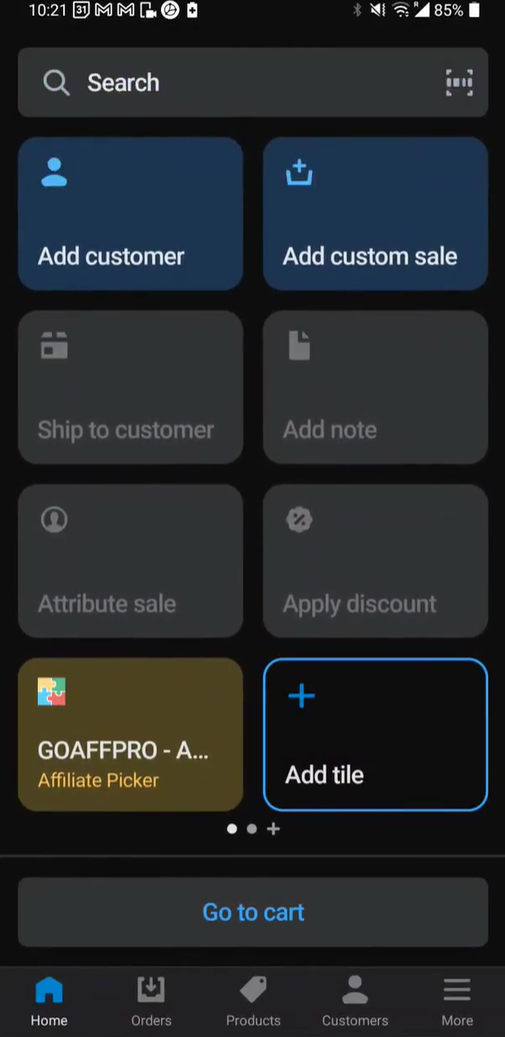 10:21 31 R 85%
Search
Add customer
Add custom sale
Ship to customer
Add note
Attribute sale
Apply discount
GOAFFPRO - A...
Affiliate Picker
Add tile
Go to cart
Home Orders Products Customers More